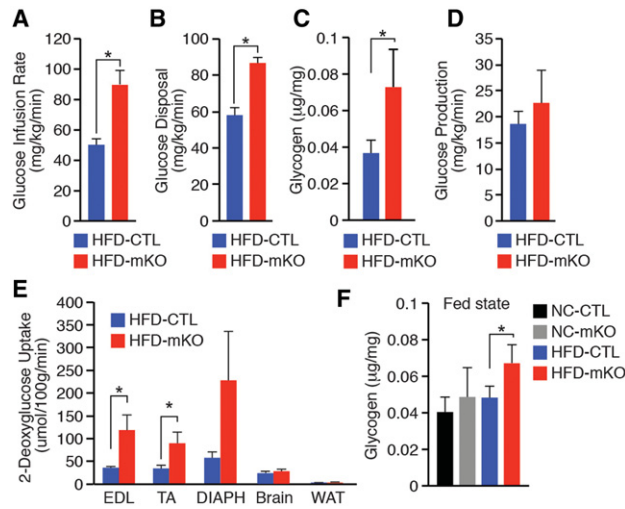 A
Glucose Infusion Rate
(mg/kg/min)
120
100
80
60
40
20
0
*
HFD-CTL
HFD-mKO
B
Glucose Disposal
(mg/kg/min)
100
80
60
40
20
0
*
HFD-CTL
HFD-mKO
C
Glycogen (µg/mg)
0.1
0.08
0.06
0.04
0.02
0
*
HFD-CTL
HFD-mKO
D
Glucose Production
(mg/kg/min)
35
30
25
20
15
10
5
0
HFD-CTL
HFD-mKO
E
2-Deoxyglucose Uptake
(umol/100g/min)
400
350
300
250
200
150
100
50
0
HFD-CTL
HFD-mKO
*
*
EDL TA DIAPH Brain WAT
F
Fed state
Glycogen (µg/mg)
0.1
0.08
0.06
0.04
0.02
0
*
NC-CTL
NC-mKO
HFD-CTL
HFD-mKO